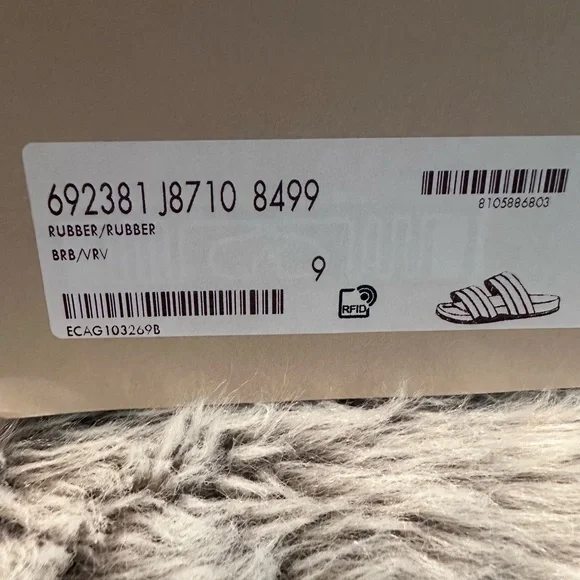 692381 J8710 8499
8105886803
RUBBER/RUBBER
BRB/VRV
9
RFID
ECAG103269B